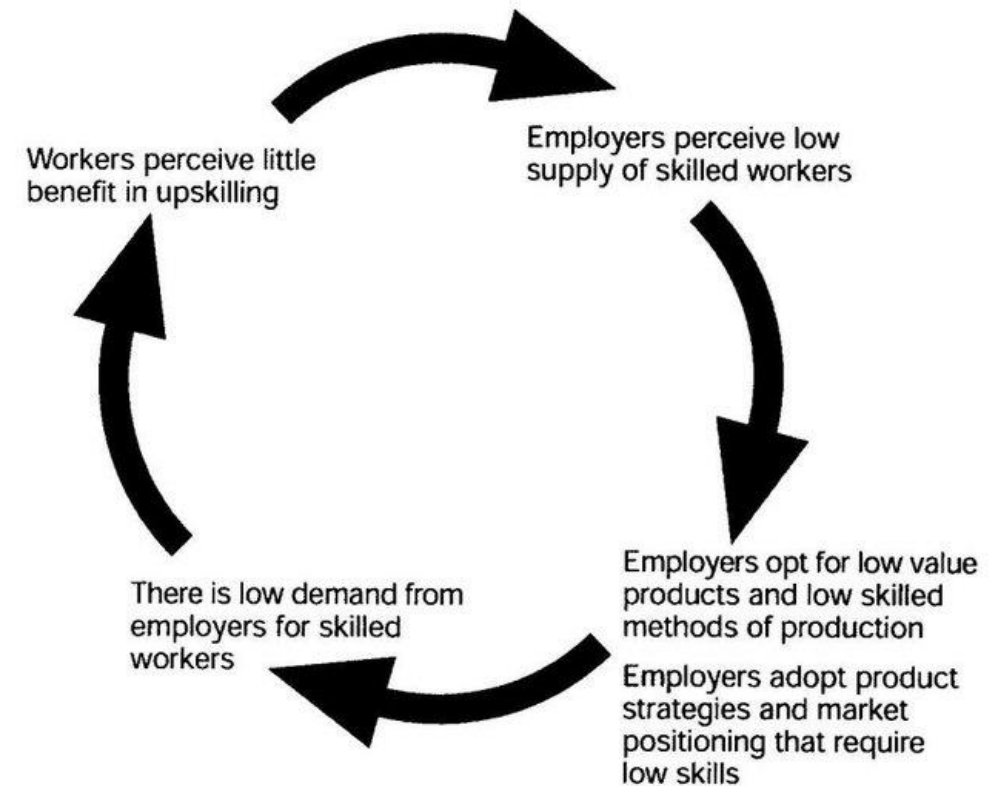 Workers perceive little
benefit in upskilling
Employers perceive low
supply of skilled workers
Employers opt for low value
products and low skilled
methods of production
Employers adopt product
strategies and market
positioning that require
low skills
There is low demand from
employers for skilled
workers